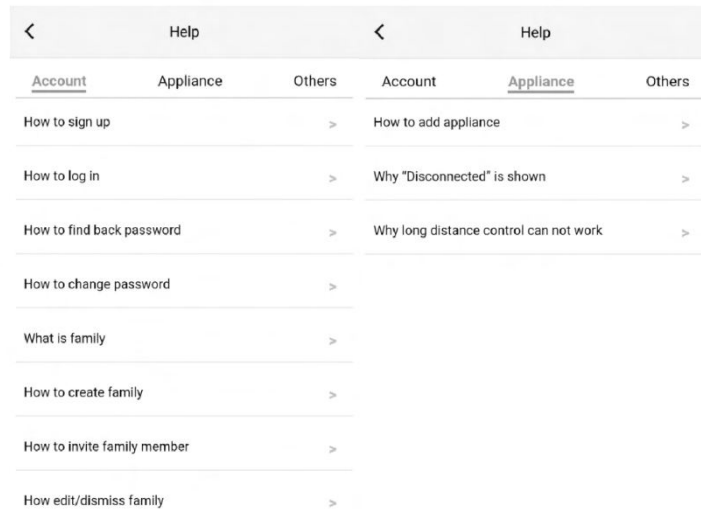 Help
Account Appliance Others
How to sign up >
How to log in >
How to find back password >
How to change password >
What is family >
How to create family >
How to invite family member >
How edit/dismiss family >
Help
Account Appliance Others
How to add appliance >
Why "Disconnected" is shown >
Why long distance control can not work >